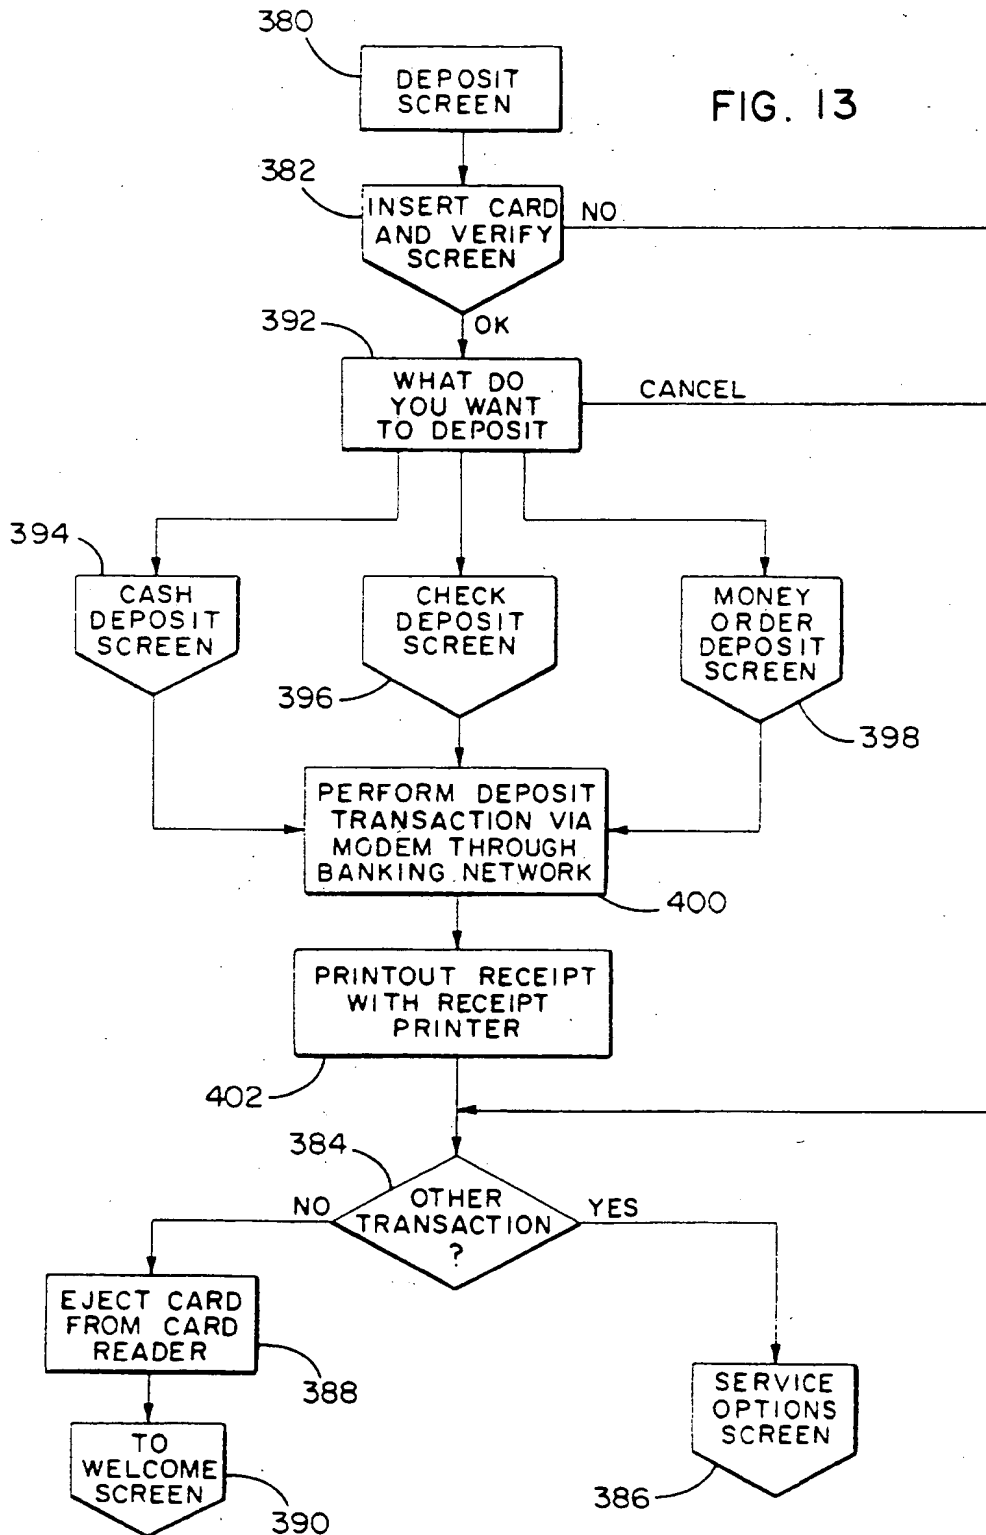 380
DEPOSIT
SCREEN
FIG. 13
382
INSERT CARD
AND VERIFY
SCREEN
NO
OK
392
WHAT DO
YOU WANT
TO DEPOSIT
CANCEL
394
CASH
DEPOSIT
SCREEN
CHECK
DEPOSIT
SCREEN
396
MONEY
ORDER
DEPOSIT
SCREEN
398
PERFORM DEPOSIT
TRANSACTION VIA
MODEM THROUGH
BANKING NETWORK
400
PRINTOUT RECEIPT
WITH RECEIPT
PRINTER
402
384
OTHER
TRANSACTION
?
NO
YES
EJECT CARD
FROM CARD
READER
388
TO
WELCOME
SCREEN
390
SERVICE
OPTIONS
SCREEN
386